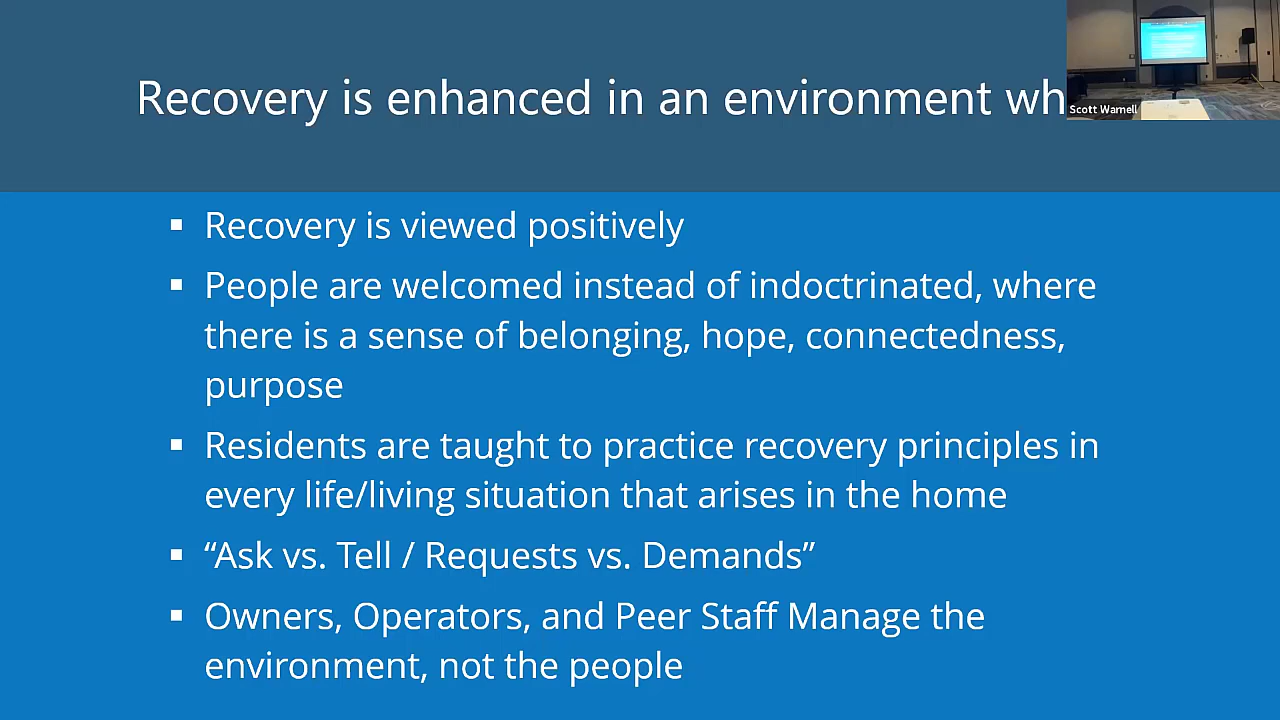 Recovery is enhanced in an environment wh
Scott Warnell
▪ Recovery is viewed positively
▪ People are welcomed instead of indoctrinated, where
there is a sense of belonging, hope, connectedness,
purpose
▪ Residents are taught to practice recovery principles in
every life/living situation that arises in the home
▪ “Ask vs. Tell / Requests vs. Demands”
▪ Owners, Operators, and Peer Staff Manage the
environment, not the people